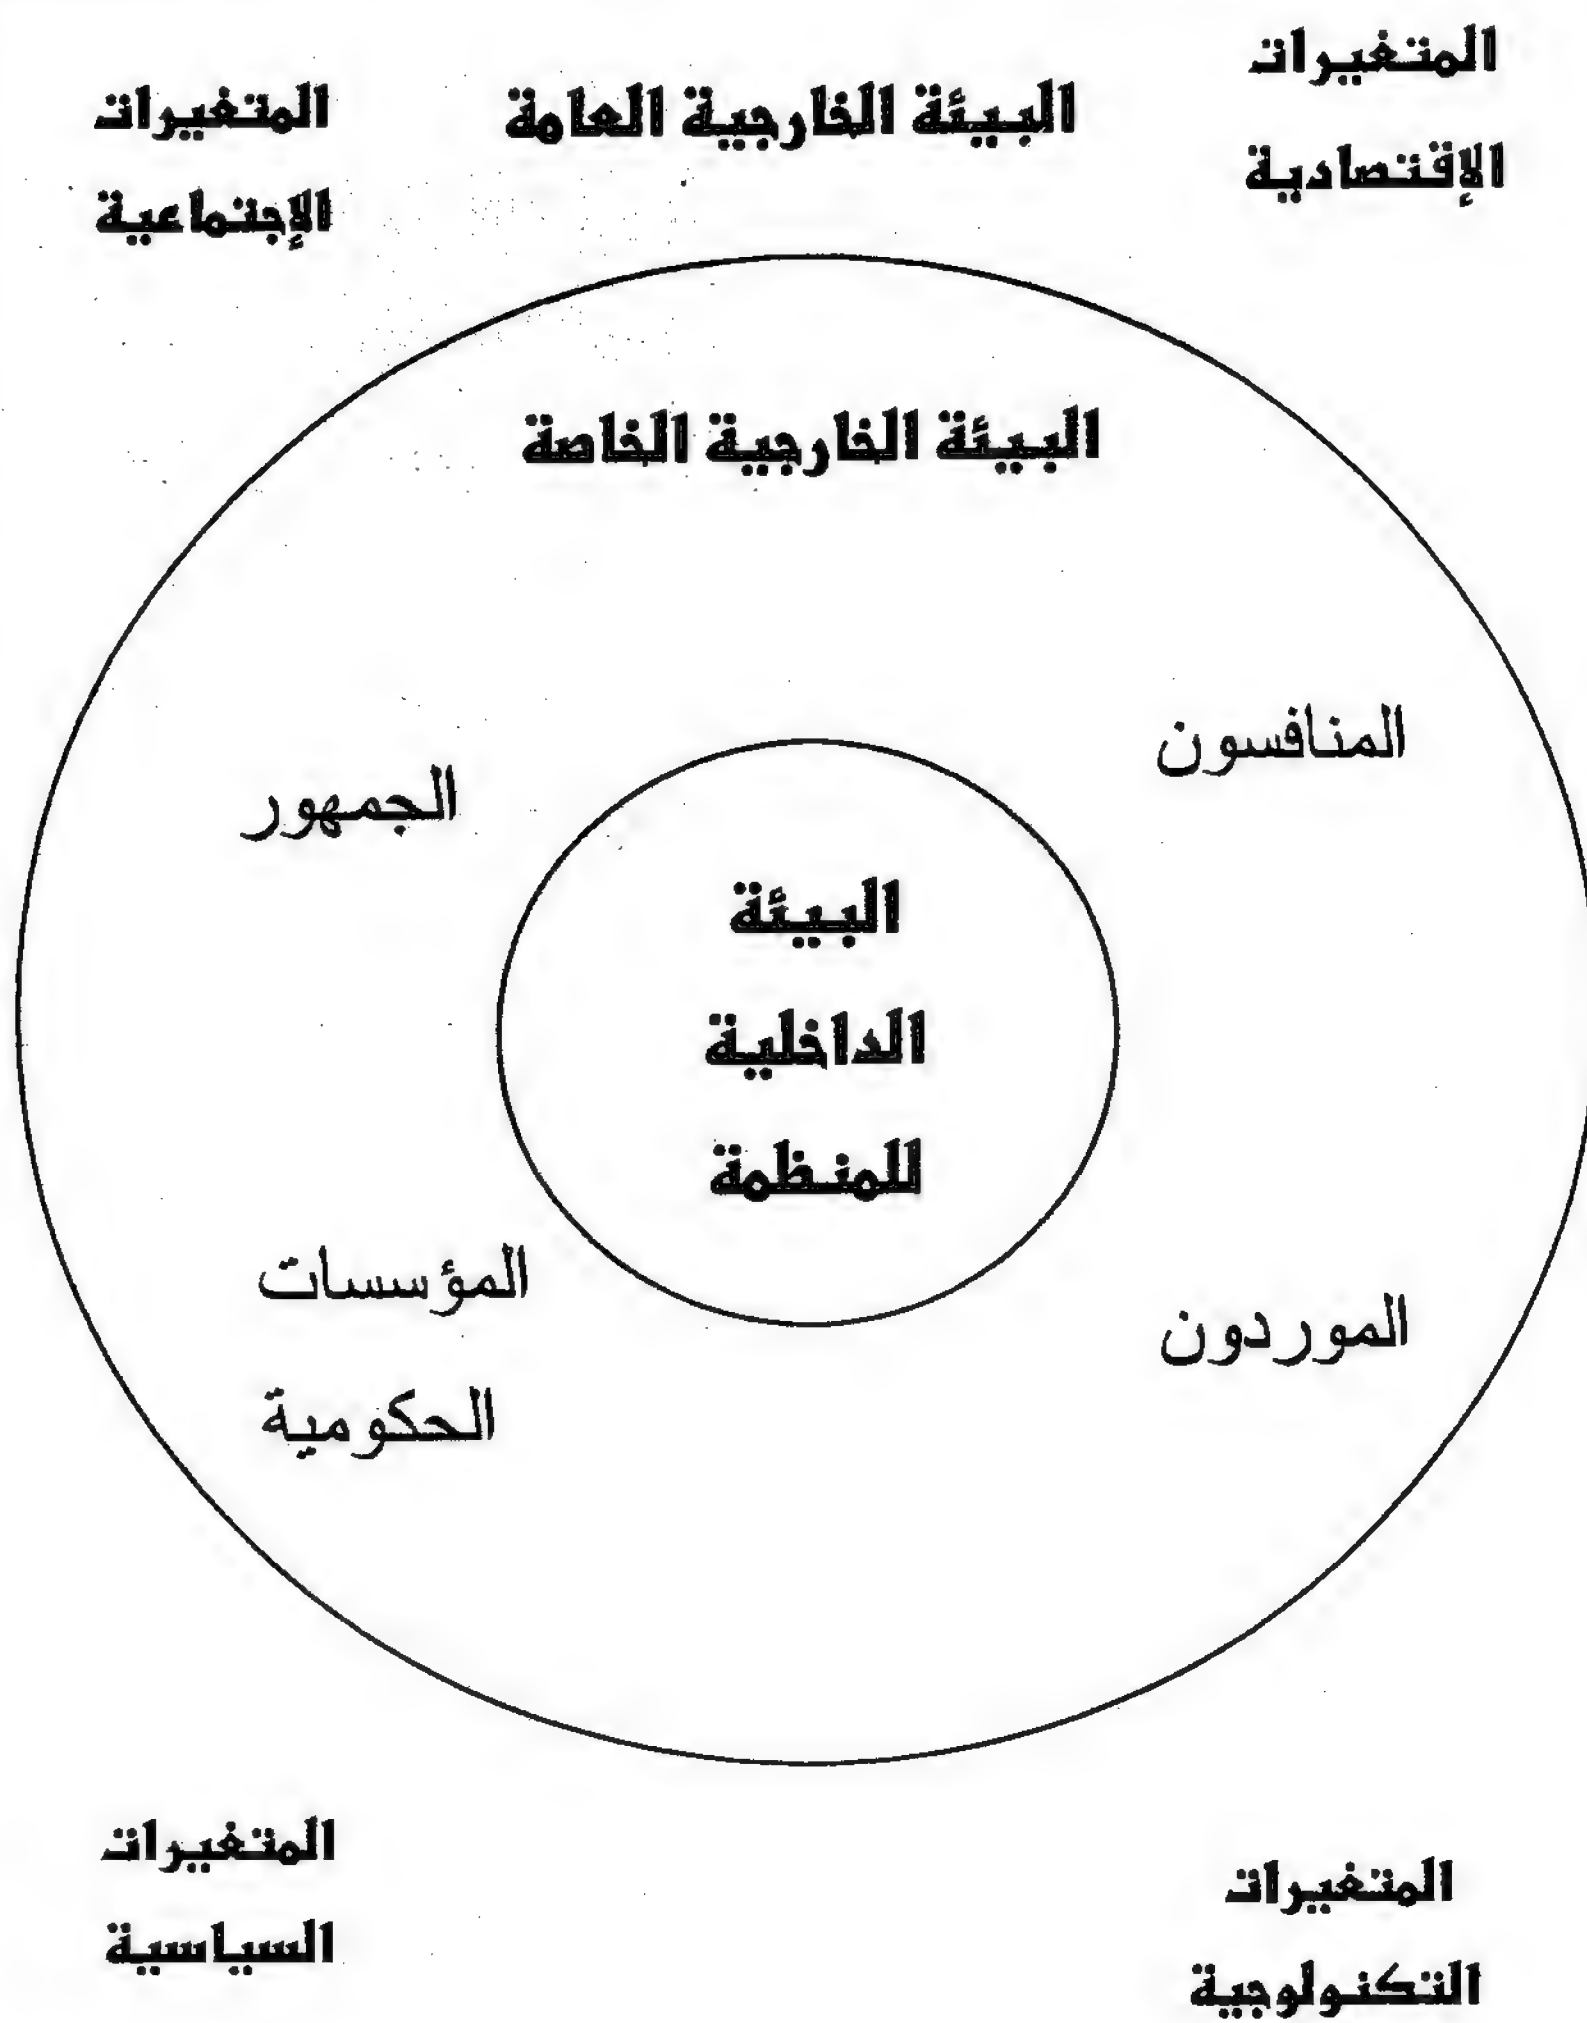 المتغيرات
الإقتصادية
البيئة الخارجية العامة
المتغيرات
الإجتماعية
البيئة الخارجية الخاصة
المنافسون
الجمهور
البيئة
الداخلية
للمنظمة
الموردون
المؤسسات
الحكومية
المتغيرات
التكنولوجية
المتغيرات
السياسية